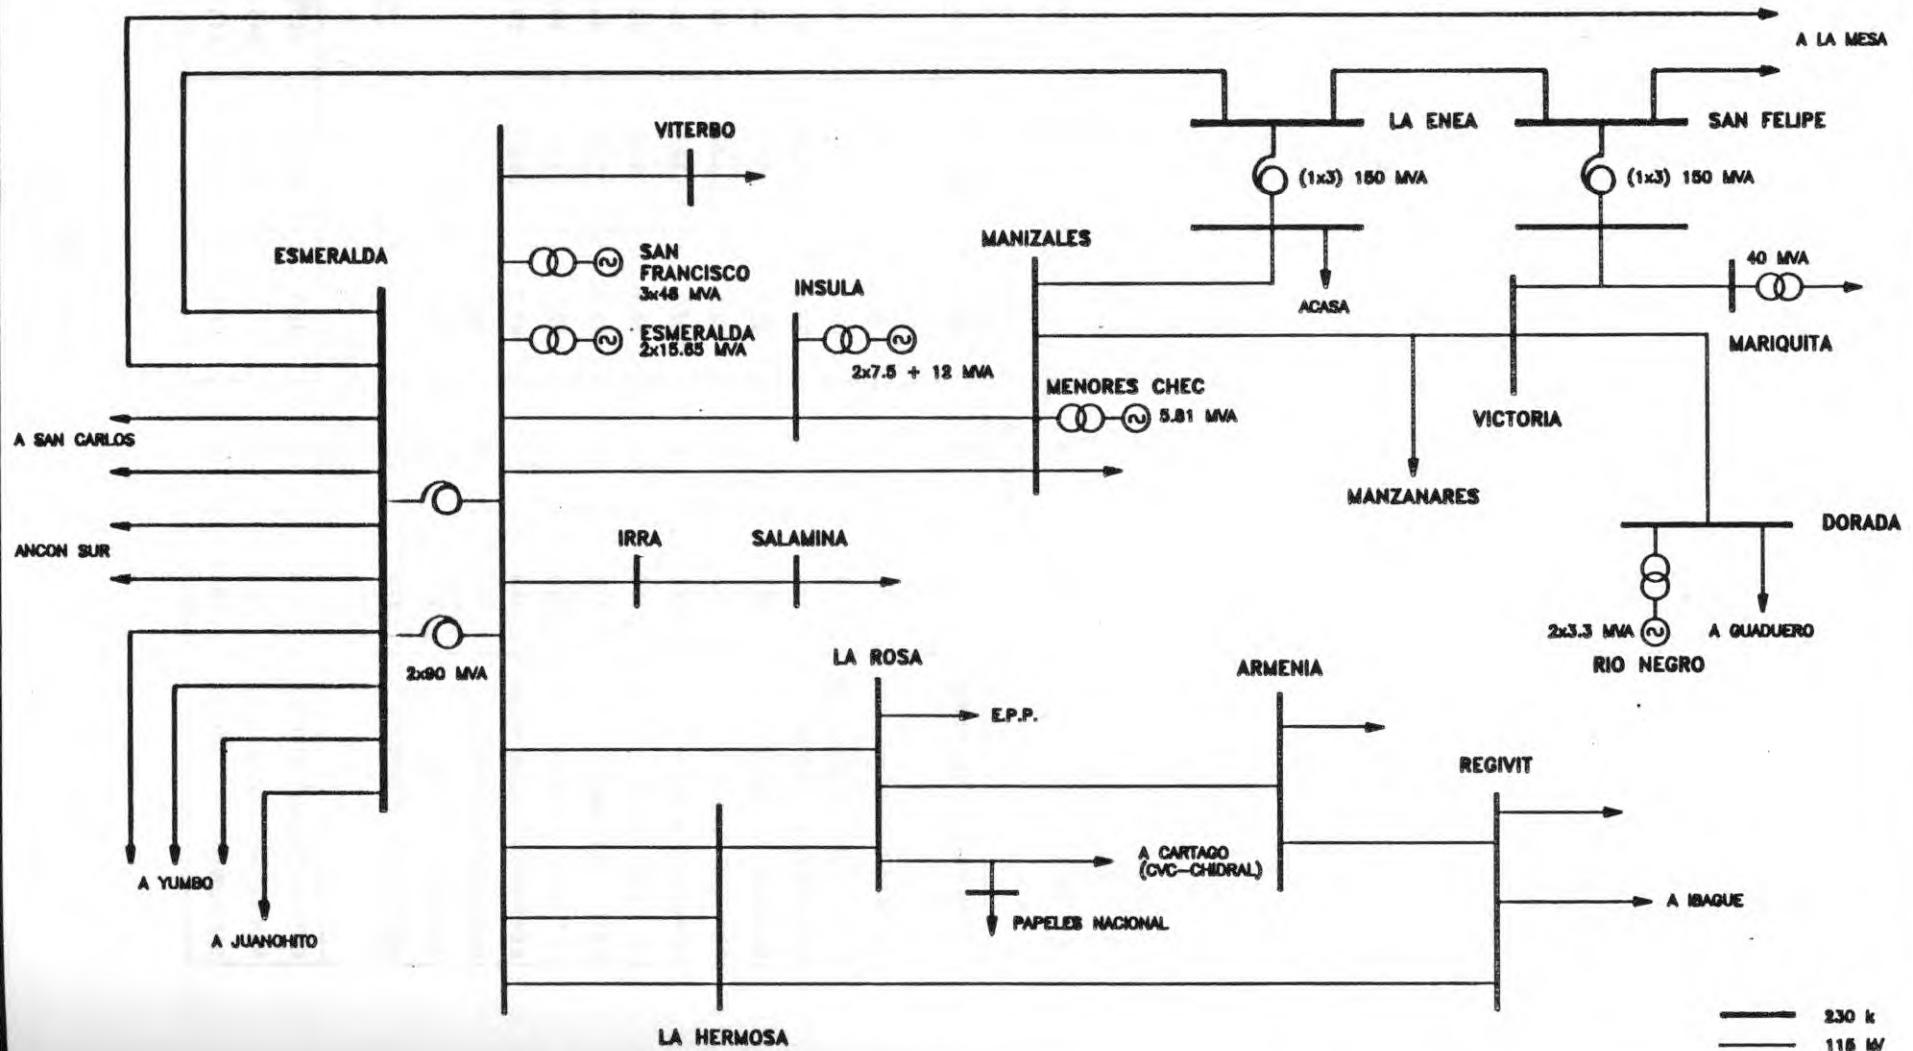 A LA MESA
VITERBO
LA ENEA
SAN FELIPE
(1x3) 150 MVA
(1x3) 150 MVA
ESMERALDA
SAN
FRANCISCO
3x48 MVA
MANIZALES
40 MVA
INSULA
ACASA
ESMERALDA
2x15.65 MVA
MARIQUITA
2x7.5 + 12 MVA
MENORES CHEC
5.81 MVA
VICTORIA
A SAN CARLOS
MANZANARES
DORADA
ANCON SUR
IRRA
SALAMINA
2x3.3 MVA
A GUADUERO
RIO NEGRO
2x90 MVA
LA ROSA
ARMENIA
E.P.P.
REGIVIT
A CARTAGO
(CVC-CHIDRAL)
A YUMBO
A IBAGUE
PAPELES NACIONAL
A JUANCHITO
LA HERMOSA
230 k
115 kV